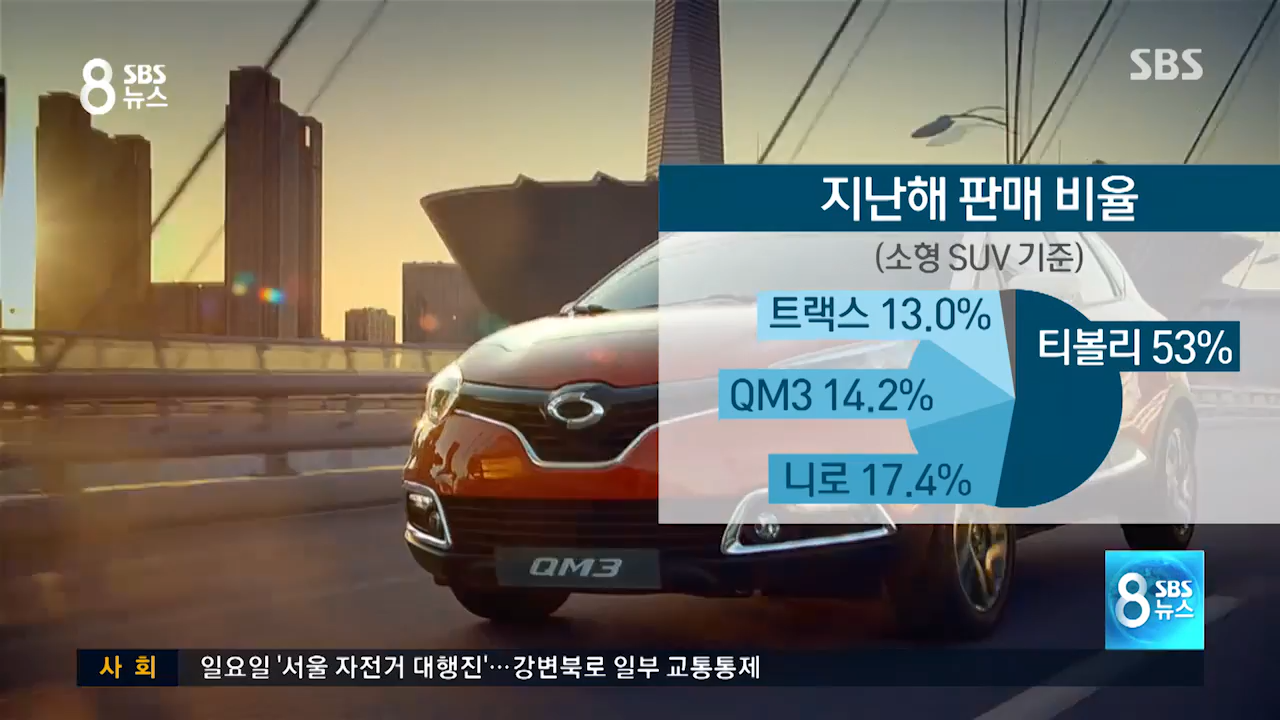 8 SBS 뉴스
SBS
지난해 판매 비율
(소형 SUV 기준)
트랙스 13.0%
티볼리 53%
QM3 14.2%
니로 17.4%
QM3
8 SBS 뉴스
사 회 일요일 '서울 자전거 대행진'…강변북로 일부 교통통제